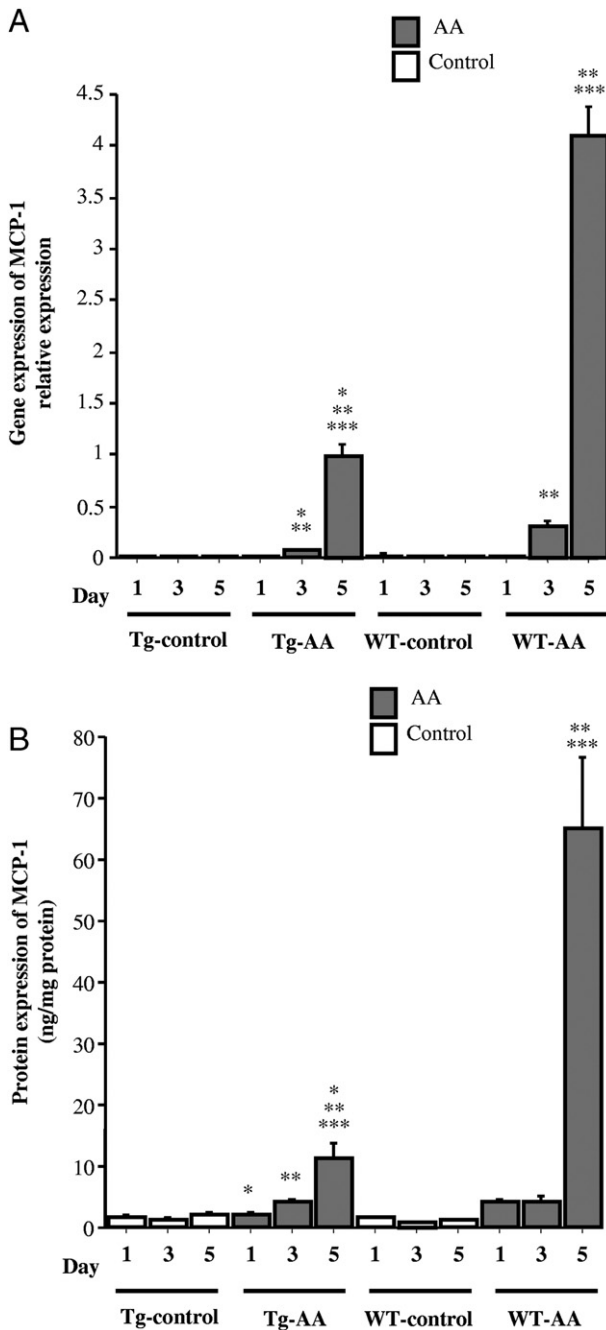 A
AA
Control
Gene expression of MCP-1
relative expression
4.5
4
3.5
3
2.5
2
1.5
1
0.5
0
*
**
*
**
***
**
**
***
Day 1 3 5 1 3 5 1 3 5 1 3 5
Tg-control Tg-AA WT-control WT-AA
B
AA
Control
Protein expression of MCP-1
(ng/mg protein)
80
70
60
50
40
30
20
10
0
*
**
*
**
***
**
***
Day 1 3 5 1 3 5 1 3 5 1 3 5
Tg-control Tg-AA WT-control WT-AA